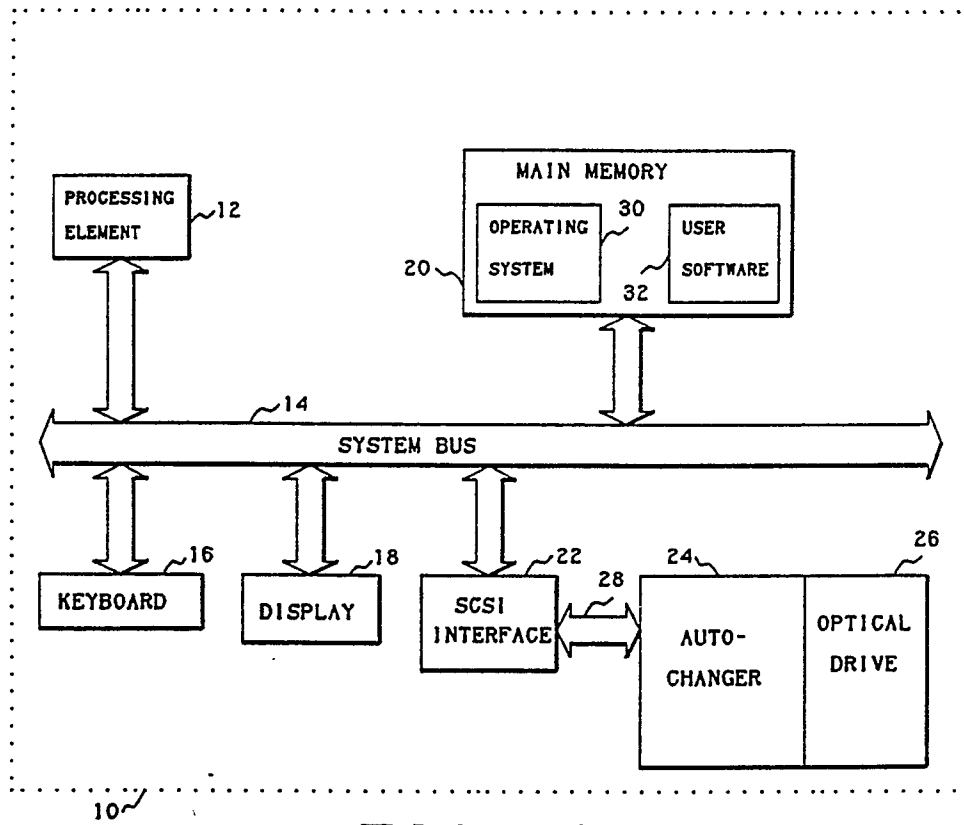 MAIN MEMORY
PROCESSING
ELEMENT
12
OPERATING
SYSTEM
30
USER
SOFTWARE
20
32
14
SYSTEM BUS
16
KEYBOARD
18
DISPLAY
22
SCSI
INTERFACE
28
24
AUTO-
CHANGER
26
OPTICAL
DRIVE
10